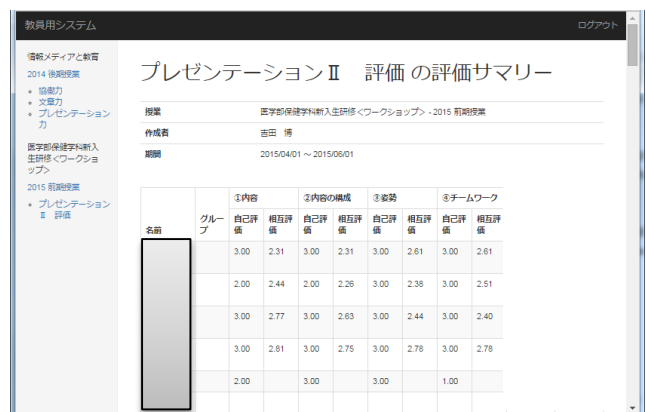 教員用システム
ログアウト
情報メディアと教育
2014 後期授業
協働力
文章力
プレゼンテーション
力
医学部保健学科新入
生研修<ワークショ
ップ>
2015 前期授業
プレゼンテーション
Ⅱ 評価
プレゼンテーションⅡ 評価 の評価サマリー
授業 医学部保健学科新入生研修<ワークショップ> - 2015 前期授業
作成者 吉田 博
期間 2015/04/01 ~ 2015/06/01
①内容 ②内容の構成 ③姿勢 ④チームワーク
名前 グループ 自己評価 相互評価 自己評価 相互評価 自己評価 相互評価 自己評価 相互評価
3.00 2.31 3.00 2.31 3.00 2.61 3.00 2.61
2.00 2.44 2.00 2.26 3.00 2.38 3.00 2.51
3.00 2.77 3.00 2.63 3.00 2.44 3.00 2.40
3.00 2.81 3.00 2.75 3.00 2.78 3.00 2.78
2.00 3.00 3.00 1.00